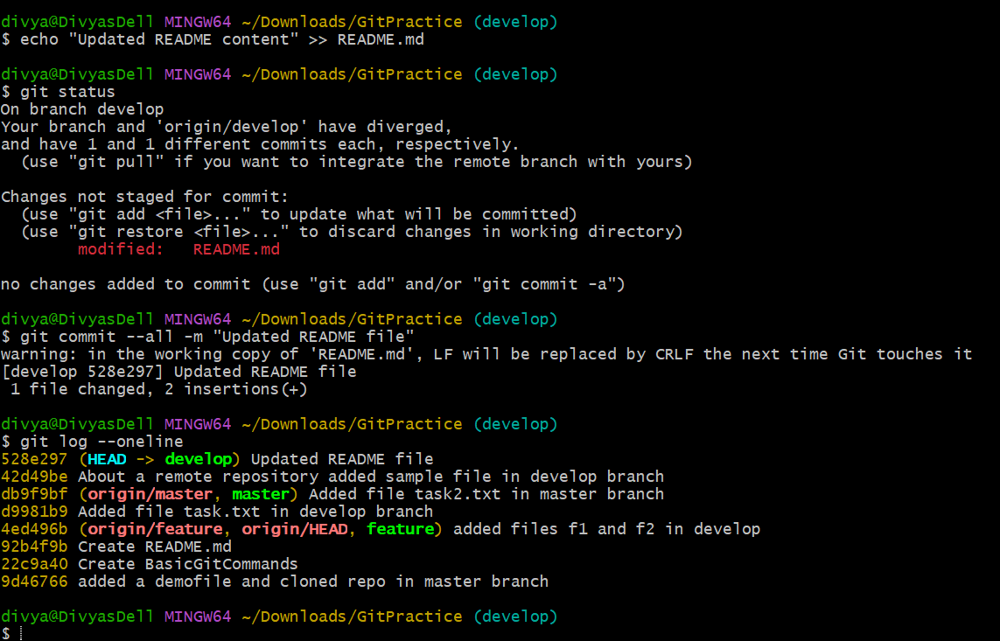 divya@DivyasDell MINGW64 ~/Downloads/GitPractice (develop)
$ echo "Updated README content" >> README.md
divya@DivyasDell MINGW64 ~/Downloads/GitPractice (develop)
$ git status
On branch develop
Your branch and 'origin/develop' have diverged,
and have 1 and 1 different commits each, respectively.
  (use "git pull" if you want to integrate the remote branch with yours)
Changes not staged for commit:
  (use "git add <file>..." to update what will be committed)
  (use "git restore <file>..." to discard changes in working directory)
        modified:   README.md
no changes added to commit (use "git add" and/or "git commit -a")
divya@DivyasDell MINGW64 ~/Downloads/GitPractice (develop)
$ git commit --all -m "Updated README file"
warning: in the working copy of 'README.md', LF will be replaced by CRLF the next time Git touches it
[develop 528e297] Updated README file
 1 file changed, 2 insertions(+)
divya@DivyasDell MINGW64 ~/Downloads/GitPractice (develop)
$ git log --oneline
528e297 (HEAD -> develop) Updated README file
42d49be About a remote repository added sample file in develop branch
db9f9bf (origin/master, master) Added file task2.txt in master branch
d9981b9 Added file task.txt in develop branch
4ed496b (origin/feature, origin/HEAD, feature) added files f1 and f2 in develop
92b4f9b Create README.md
22c9a40 Create BasicGitCommands
9d46766 added a demofile and cloned repo in master branch
divya@DivyasDell MINGW64 ~/Downloads/GitPractice (develop)
$